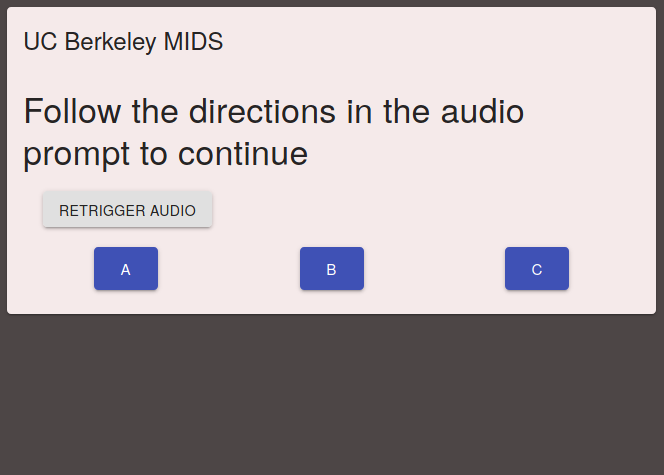 UC Berkeley MIDS
Follow the directions in the audio
prompt to continue
RETRIGGER AUDIO
A B C